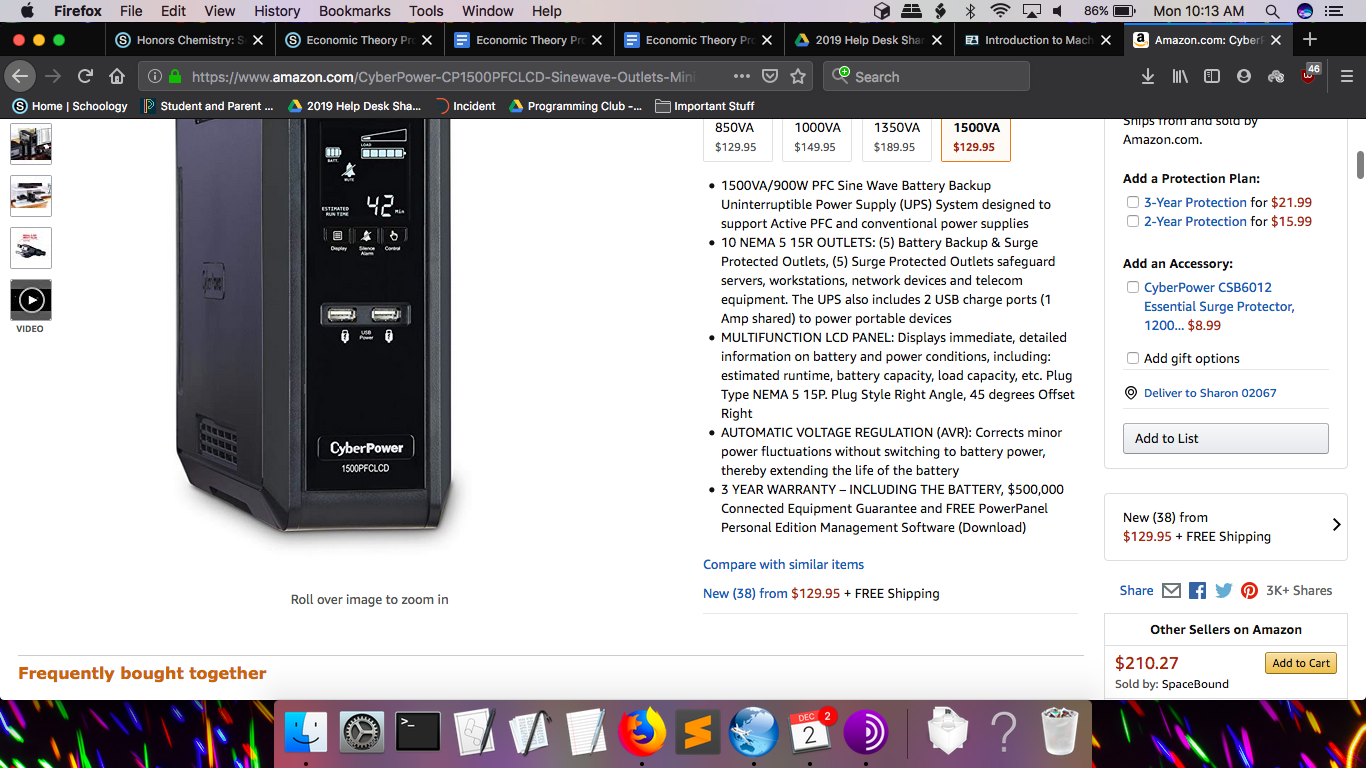 Firefox File Edit View History Bookmarks Tools Window Help 86% Mon 10:13 AM
Honors Chemistry: S Economic Theory Pr Economic Theory Pr Economic Theory Pr 2019 Help Desk Sha Introduction to Mach Amazon.com: Cyber
https://www.amazon.com/CyberPower-CP1500PFCLCD-Sinewave-Outlets-Mini Search 46
Home | Schoology Student and Parent ... 2019 Help Desk Sha... Incident Programming Club -... Important Stuff
850VA 1000VA 1350VA 1500VA
$129.95 $149.95 $189.95 $129.95
1500VA/900W PFC Sine Wave Battery Backup
Uninterruptible Power Supply (UPS) System designed to
support Active PFC and conventional power supplies
10 NEMA 5 15R OUTLETS: (5) Battery Backup & Surge
Protected Outlets, (5) Surge Protected Outlets safeguard
servers, workstations, network devices and telecom
equipment. The UPS also includes 2 USB charge ports (1
Amp shared) to power portable devices
MULTIFUNCTION LCD PANEL: Displays immediate, detailed
information on battery and power conditions, including:
estimated runtime, battery capacity, load capacity, etc. Plug
Type NEMA 5 15P. Plug Style Right Angle, 45 degrees Offset
Right
AUTOMATIC VOLTAGE REGULATION (AVR): Corrects minor
power fluctuations without switching to battery power,
thereby extending the life of the battery
3 YEAR WARRANTY – INCLUDING THE BATTERY, $500,000
Connected Equipment Guarantee and FREE PowerPanel
Personal Edition Management Software (Download)
Compare with similar items
New (38) from $129.95 + FREE Shipping
VIDEO
LOAD
BATT.
MUTE
ESTIMATED
RUN TIME
42 Min
Display Silence Alarm Control
USB
Power
CyberPower
CyberPower
1500PFCLCD
Roll over image to zoom in
Ships from and sold by
Amazon.com.
Add a Protection Plan:
3-Year Protection for $21.99
2-Year Protection for $15.99
Add an Accessory:
CyberPower CSB6012
Essential Surge Protector,
1200... $8.99
Add gift options
Deliver to Sharon 02067
Add to List
New (38) from
$129.95 + FREE Shipping
Share 3K+ Shares
Other Sellers on Amazon
$210.27 Add to Cart
Sold by: SpaceBound
Frequently bought together
DEC 2
2